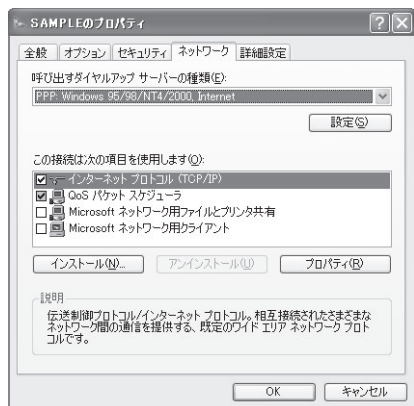 SAMPLEのプロパティ
全般 オプション セキュリティ ネットワーク 詳細設定
呼び出すダイヤルアップ サーバーの種類(E):
PPP: Windows 95/98/NT4/2000, Internet
設定(S)
この接続は次の項目を使用します(O):
インターネット プロトコル (TCP/IP)
QoS パケット スケジューラ
Microsoft ネットワーク用ファイルとプリンタ共有
Microsoft ネットワーク用クライアント
インストール(N)... アンインストール(U) プロパティ(R)
説明
伝送制御プロトコル/インターネット プロトコル。相互接続されたさまざまな
ネットワーク間の通信を提供する、既定のワイド エリア ネットワーク プロト
コルです。
OK キャンセル